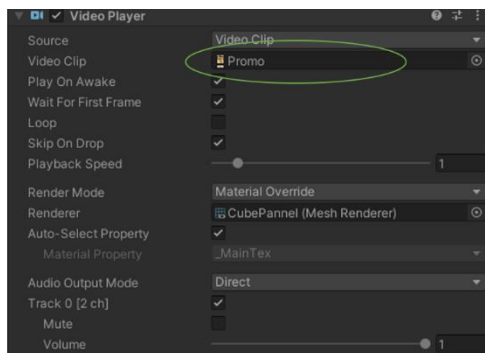 Video Player
Source Video Clip
Video Clip Promo
Play On Awake
Wait For First Frame
Loop
Skip On Drop
Playback Speed 1
Render Mode Material Override
Renderer CubePannel (Mesh Renderer)
Auto-Select Property
Material Property _MainTex
Audio Output Mode Direct
Track 0 [2 ch]
Mute
Volume 1